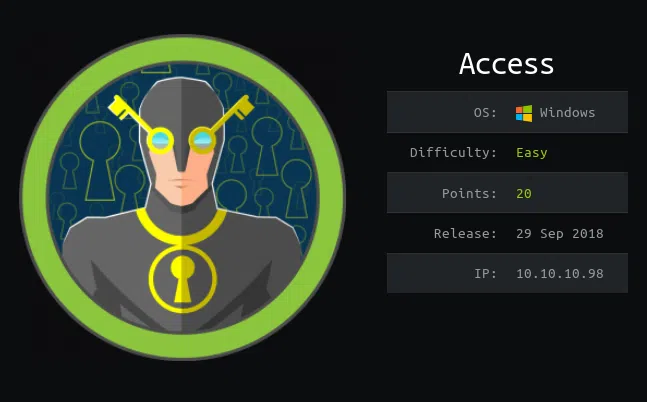 Access
OS: Windows
Difficulty: Easy
Points: 20
Release: 29 Sep 2018
IP: 10.10.10.98